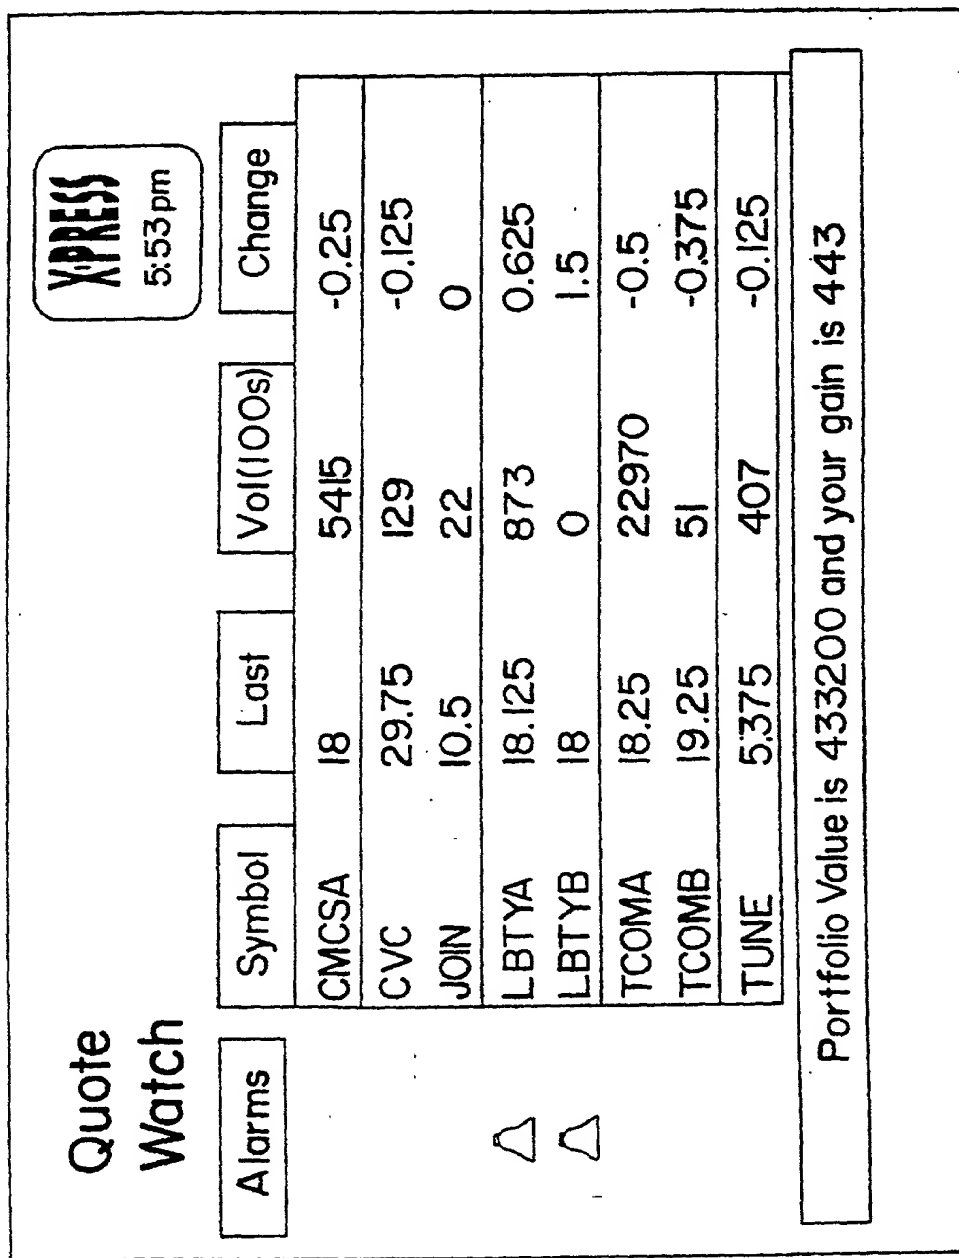 Quote
Watch
X·PRESS
5:53pm
Alarms Symbol Last Vol(100s) Change
CMCSA 18 5415 -0.25
CVC 29.75 129 -0.125
JOIN 10.5 22 0
LBTYA 18.125 873 0.625
LBTYB 18 0 1.5
TCOMA 18.25 22970 -0.5
TCOMB 19.25 51 -0.375
TUNE 5.375 407 -0.125
Portfolio Value is 433200 and your gain is 443